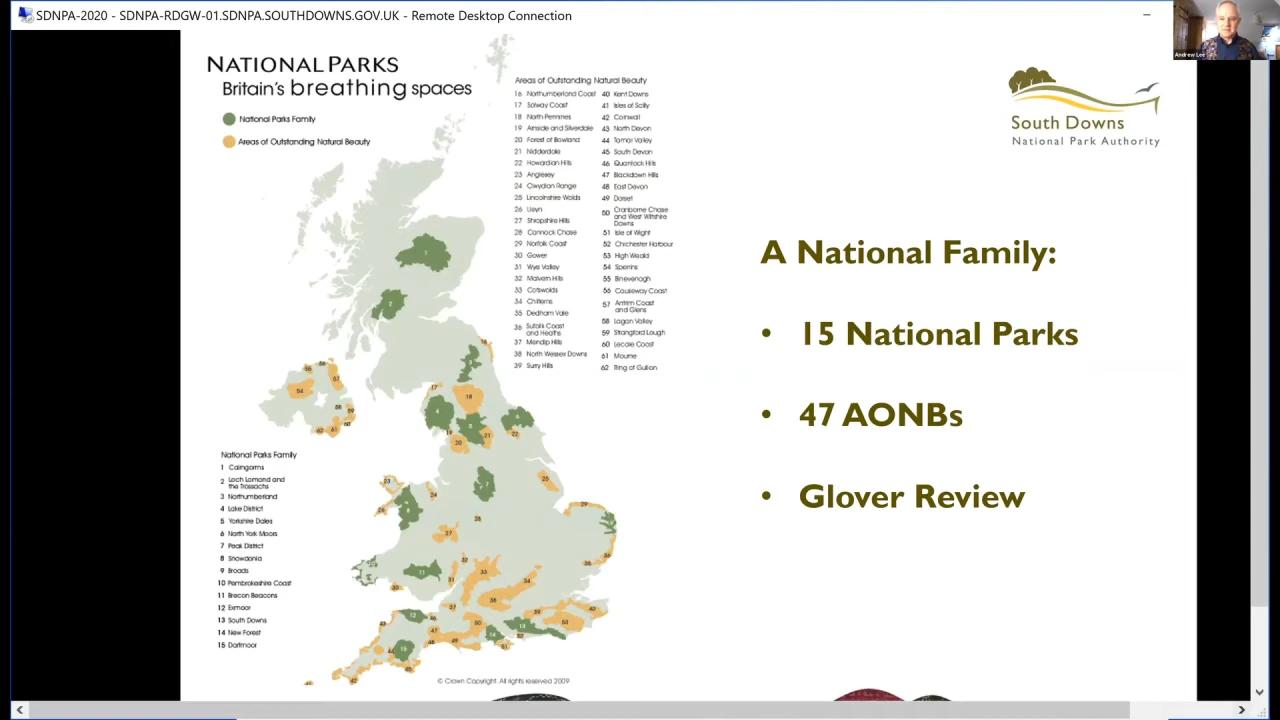 SDNPA-2020 - SDNPA-RDGW-01.SDNPA.SOUTHDOWNS.GOV.UK - Remote Desktop Connection
Andrew Lee
NATIONAL PARKS
Britain's breathing spaces
National Parks Family
Areas of Outstanding Natural Beauty
Areas of Outstanding Natural Beauty
16 Northumberland Coast
17 Solway Coast
18 North Pennines
19 Arnside and Silverdale
20 Forest of Bowland
21 Nidderdale
22 Howardian Hills
23 Anglesey
24 Clwydian Range
25 Lincolnshire Wolds
26 Lleyn
27 Shropshire Hills
28 Cannock Chase
29 Norfolk Coast
30 Gower
31 Wye Valley
32 Malvern Hills
33 Cotswolds
34 Chilterns
35 Dedham Vale
36 Suffolk Coast
and Heaths
37 Mendip Hills
38 North Wessex Downs
39 Surry Hills
40 Kent Downs
41 Isles of Scilly
42 Cornwall
43 North Devon
44 Tamar Valley
45 South Devon
46 Quantock Hills
47 Blackdown Hills
48 East Devon
49 Dorset
50 Cranborne Chase
and West Wiltshire
Downs
51 Isle of Wight
52 Chichester Harbour
53 High Weald
54 Sperrins
55 Binevenagh
56 Causeway Coast
57 Antrim Coast
and Glens
58 Lagan Valley
59 Strangford Lough
60 Lecale Coast
61 Mourne
62 Ring of Gullion
National Parks Family
1 Cairngorms
2 Loch Lomond and
the Trossachs
3 Northumberland
4 Lake District
5 Yorkshire Dales
6 North York Moors
7 Peak District
8 Snowdonia
9 Broads
10 Pembrokeshire Coast
11 Brecon Beacons
12 Exmoor
13 South Downs
14 New Forest
15 Dartmoor
© Crown Copyright. All rights reserved 2009
South Downs
National Park Authority
A National Family:
• 15 National Parks
• 47 AONBs
• Glover Review